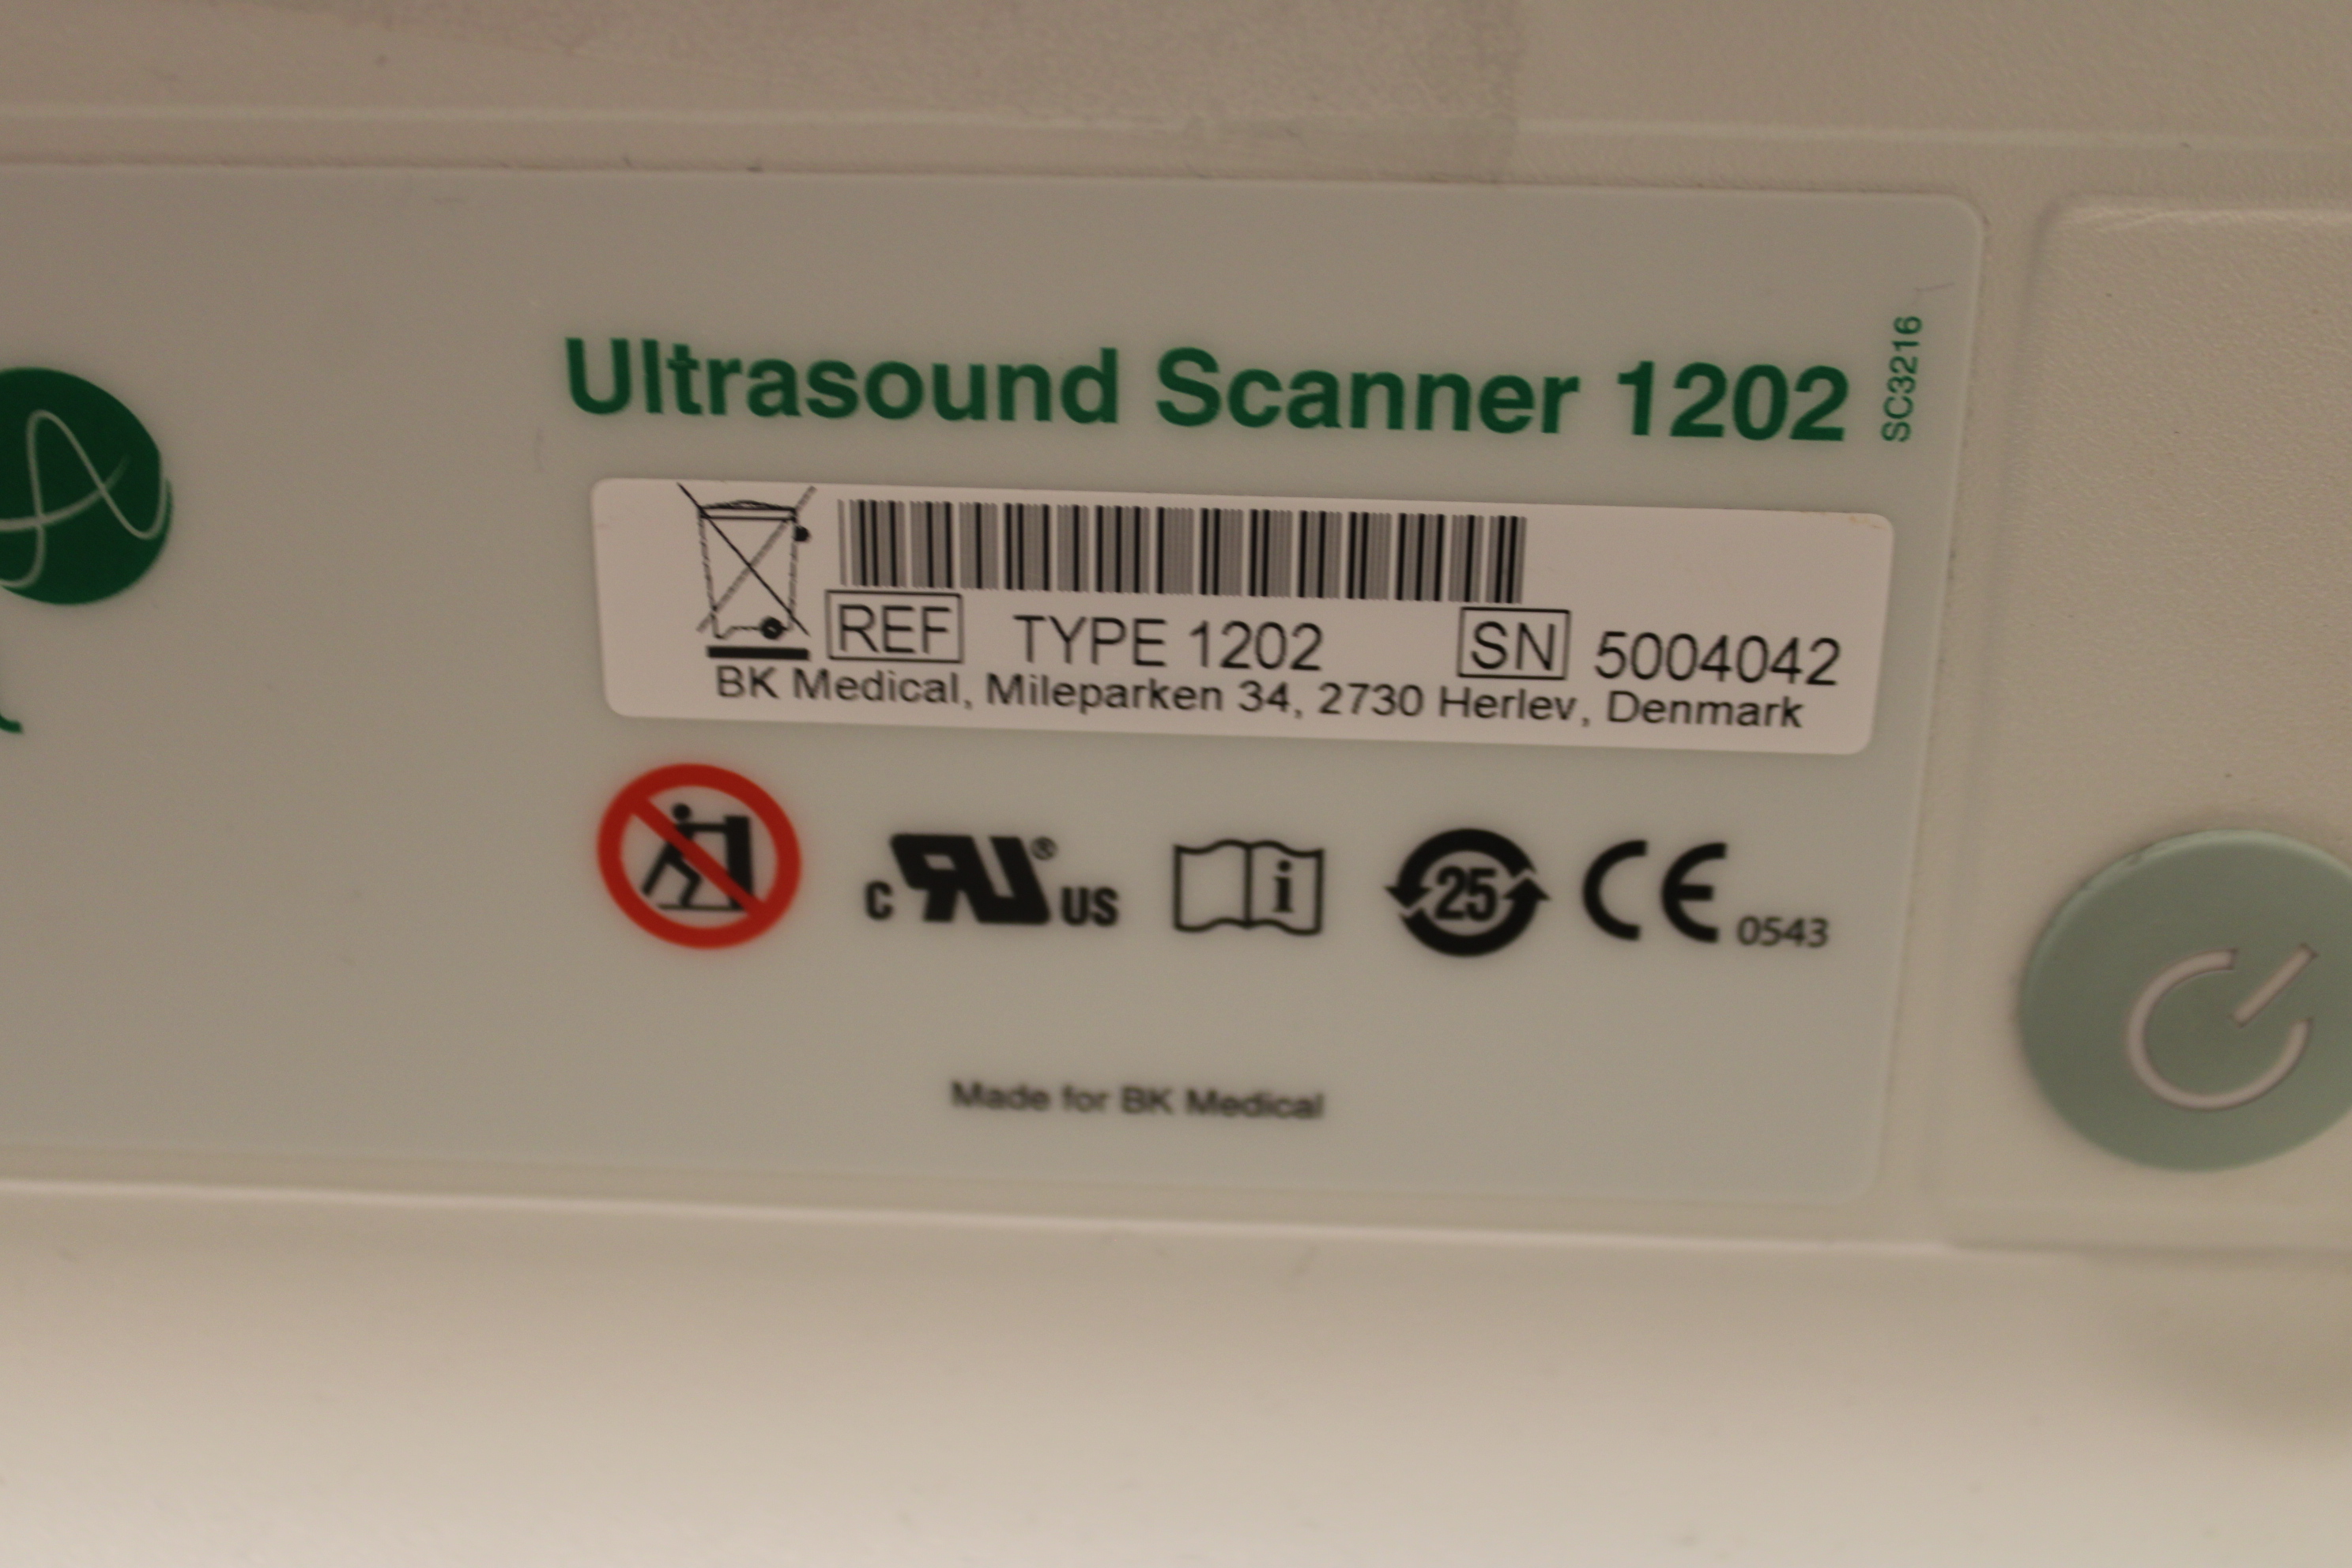 Ultrasound Scanner 1202
SC3216
REF TYPE 1202 SN 5004042
BK Medical, Mileparken 34, 2730 Herlev, Denmark
c RU® US i 25 CE 0543
Made for BK Medical